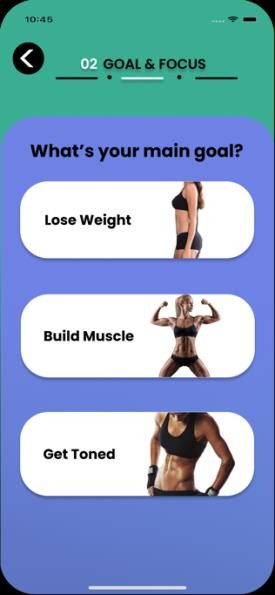 10:45
02 GOAL & FOCUS
What's your main goal?
Lose Weight
Build Muscle
Get Toned